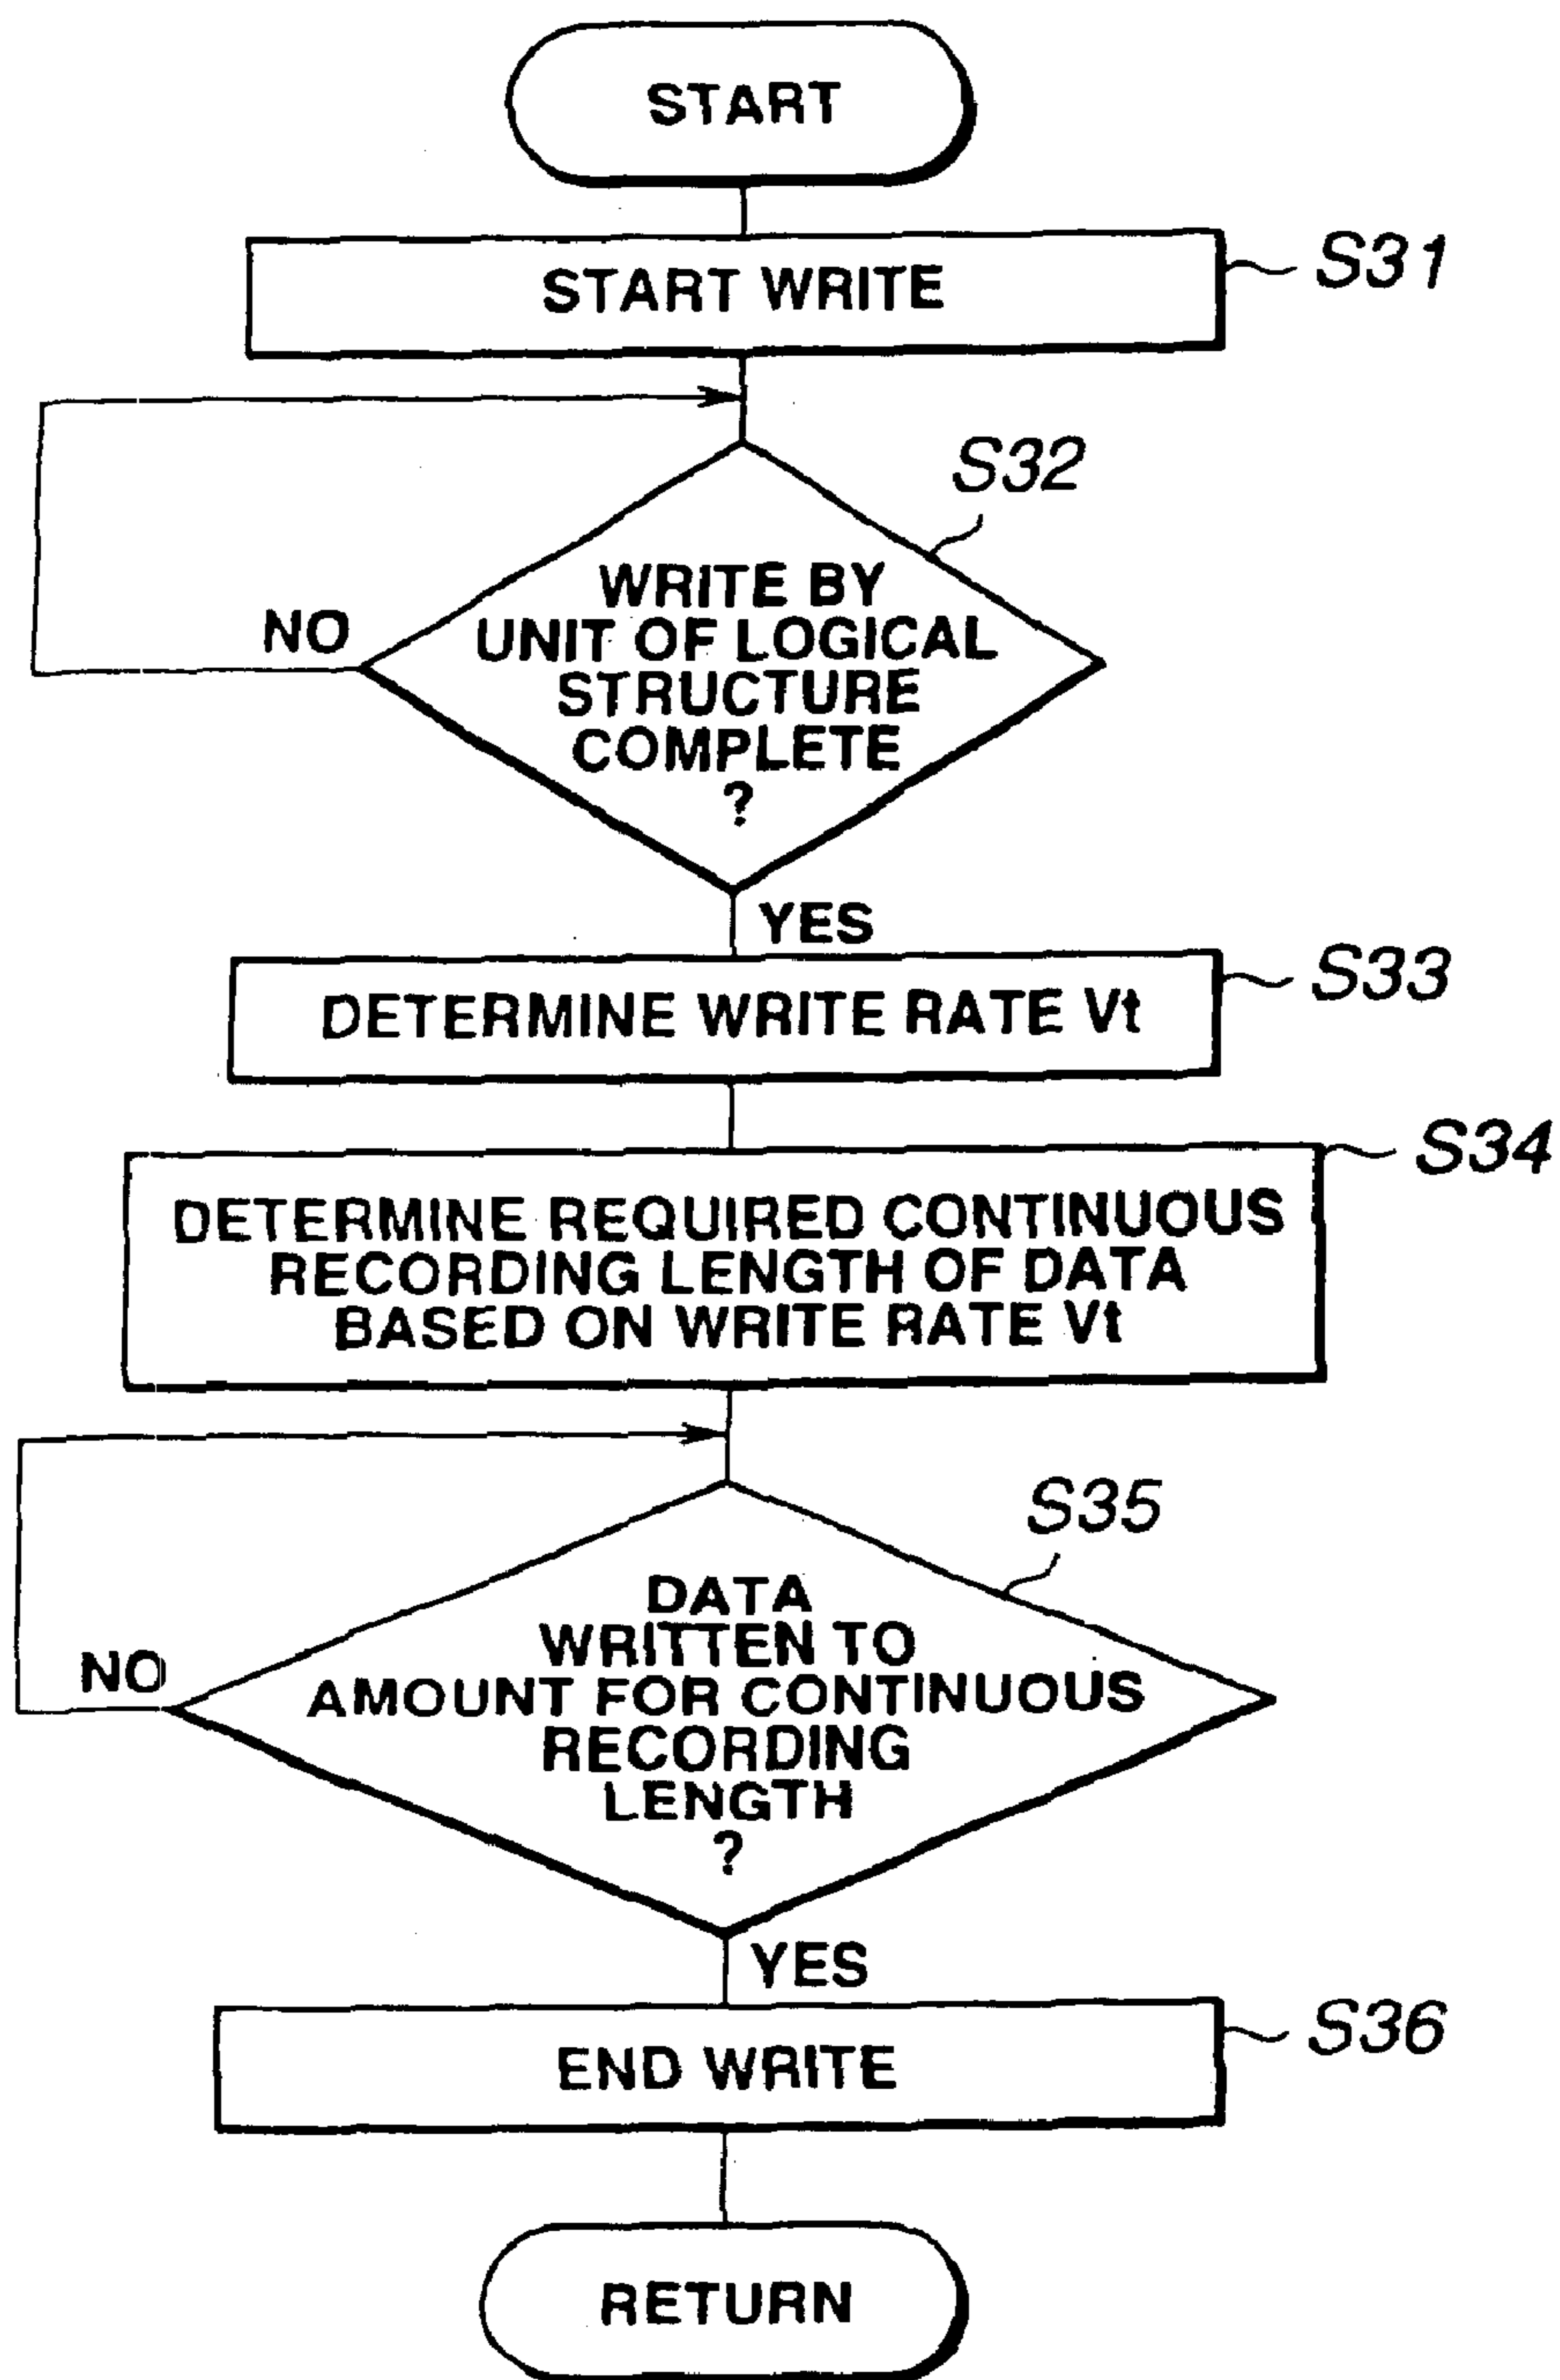 START
START WRITE
S31
S32
WRITE BY
UNIT OF LOGICAL
STRUCTURE
COMPLETE
?
NO
YES
DETERMINE WRITE RATE Vt
S33
S34
DETERMINE REQUIRED CONTINUOUS
RECORDING LENGTH OF DATA
BASED ON WRITE RATE Vt
S35
DATA
WRITTEN TO
AMOUNT FOR CONTINUOUS
RECORDING
LENGTH
?
NO
YES
END WRITE
S36
RETURN